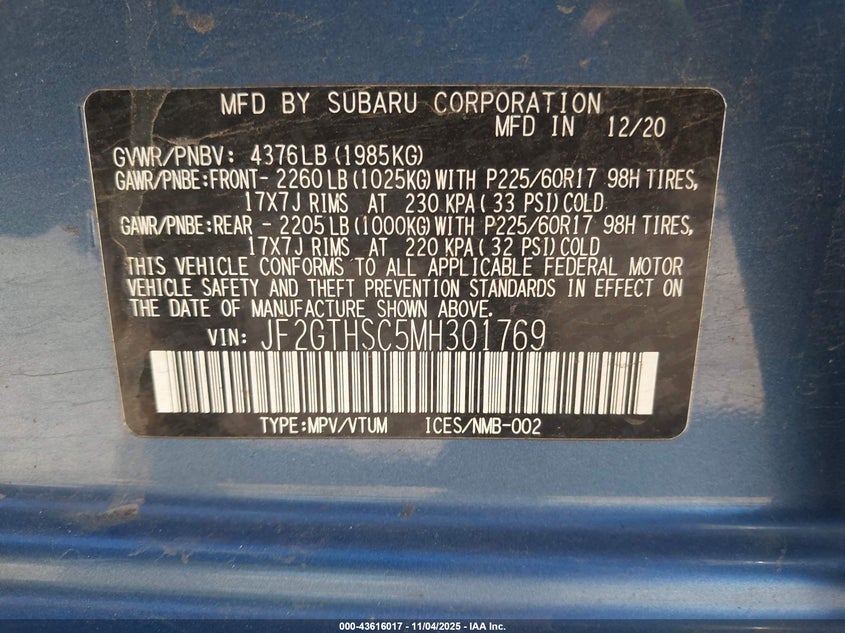 MFD BY SUBARU CORPORATION
MFD IN 12/20
GVWR/PNBV: 4376LB (1985KG)
GAWR/PNBE:FRONT- 2260LB (1025KG) WITH P225/60R17 98H TIRES,
17X7J RIMS AT 230 KPA ( 33 PSI) COLD
GAWR/PNBE:REAR - 2205LB (1000KG) WITH P225/60R17 98H TIRES,
17X7J RIMS AT 220 KPA ( 32 PSI) COLD
THIS VEHICLE CONFORMS TO ALL APPLICABLE FEDERAL MOTOR
VEHICLE SAFETY AND THEFT PREVENTION STANDARDS IN EFFECT ON
THE DATE OF MANUFACTURE SHOWN ABOVE.
VIN: JF2GTHSC5MH301769
TYPE:MPV/VTUM ICES/NMB-002
000-43616017 - 11/04/2025 - IAA Inc.